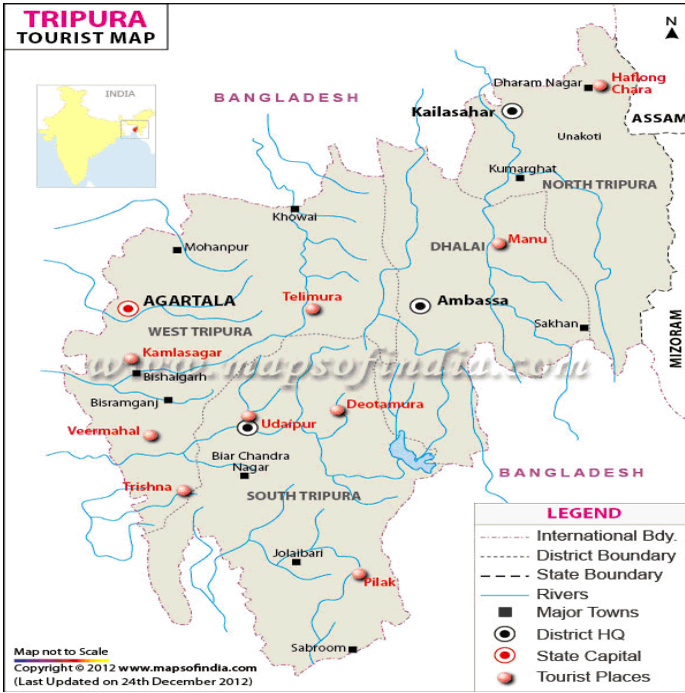 TRIPURA
TOURIST MAP
N
INDIA
BANGLADESH
Dharam Nagar
Haflong
Chara
Kailasahar
ASSAM
Unakoti
Kumarghat
NORTH TRIPURA
Khowai
Mohanpur
DHALAI
Manu
AGARTALA
Telimura
Ambassa
WEST TRIPURA
Sakhan
MIZORAM
Kamlasagar
www.mapsofindia.com
Bishalgarh
Bisramganj
Deotamura
Veermahal
Udaipur
Biar Chandra
Nagar
BANGLADESH
Trishna
SOUTH TRIPURA
LEGEND
International Bdy.
District Boundary
State Boundary
Rivers
Major Towns
District HQ
State Capital
Tourist Places
Jolaibari
Pilak
Sabroom
Map not to Scale
Copyright © 2012 www.mapsofindia.com
(Last Updated on 24th December 2012)